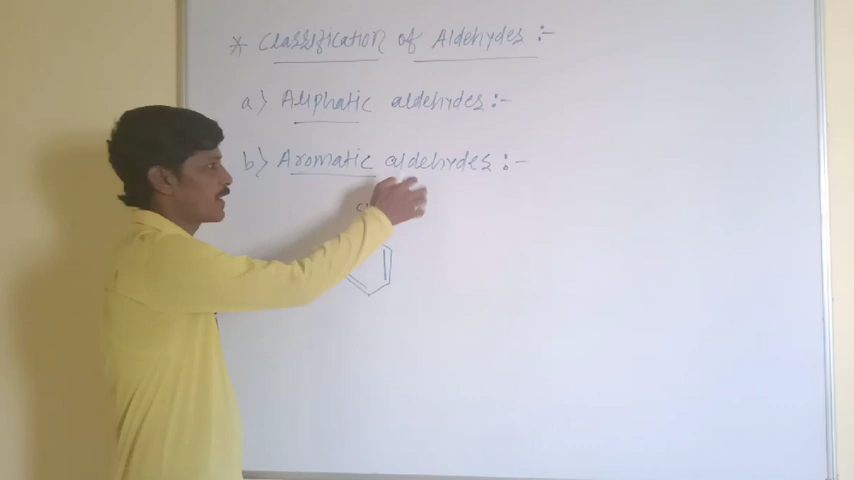 * Classification of Aldehydes :-
a) Aliphatic aldehydes :-
b) Aromatic aldehydes :-